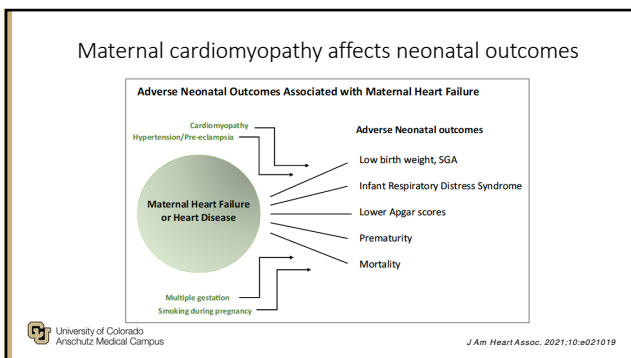 Maternal cardiomyopathy affects neonatal outcomes
Adverse Neonatal Outcomes Associated with Maternal Heart Failure
Cardiomyopathy
Hypertension/Pre-eclampsia
Adverse Neonatal outcomes
Maternal Heart Failure
or Heart Disease
Low birth weight, SGA
Infant Respiratory Distress Syndrome
Lower Apgar scores
Prematurity
Mortality
Multiple gestation
Smoking during pregnancy
University of Colorado
Anschutz Medical Campus
J Am Heart Assoc. 2021;10:e021019